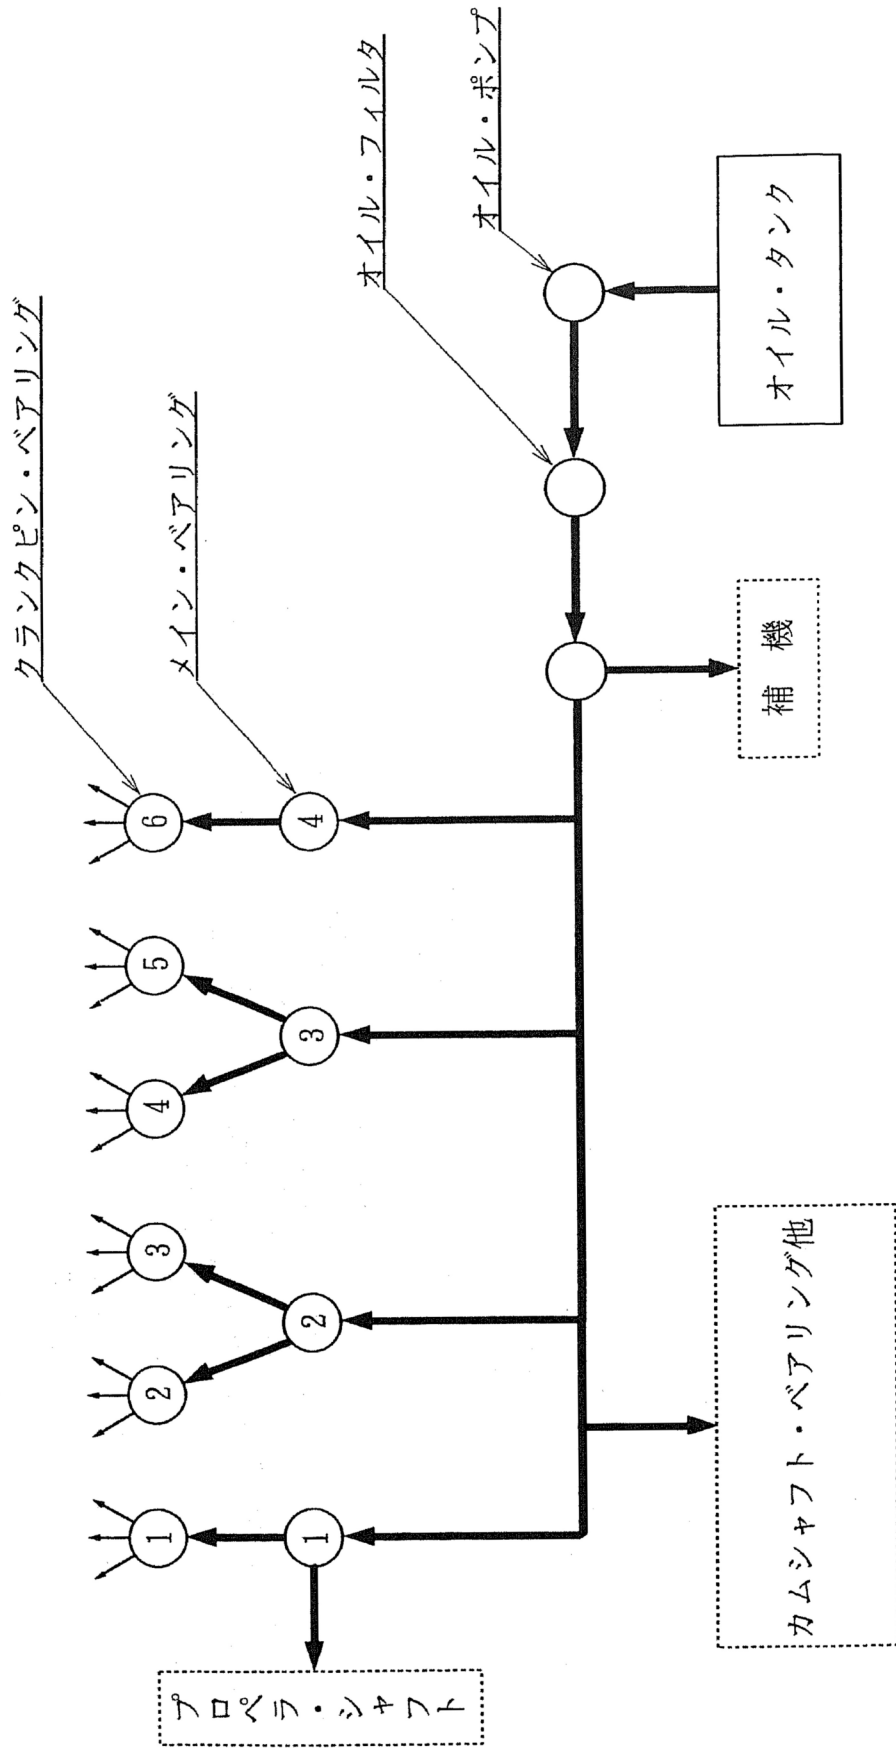 クランクピン・ベアリング
メイン・ベアリング
オイル・フィルタ
オイル・ポンプ
1
2
3
4
5
6
1
2
3
4
プロペラ・シャフト
カムシャフト・ベアリング他
補 機
オイル・タンク